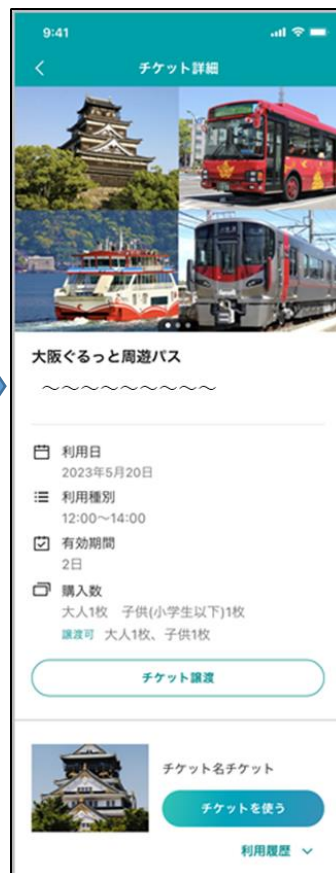 9:41
チケット詳細
大阪ぐるっと周遊パス
～～～～～～～～～
利用日
2023年5月20日
利用種別
12:00～14:00
有効期間
2日
購入数
大人1枚 子供(小学生以下)1枚
譲渡可 大人1枚、子供1枚
チケット譲渡
チケット名チケット
チケットを使う
利用履歴